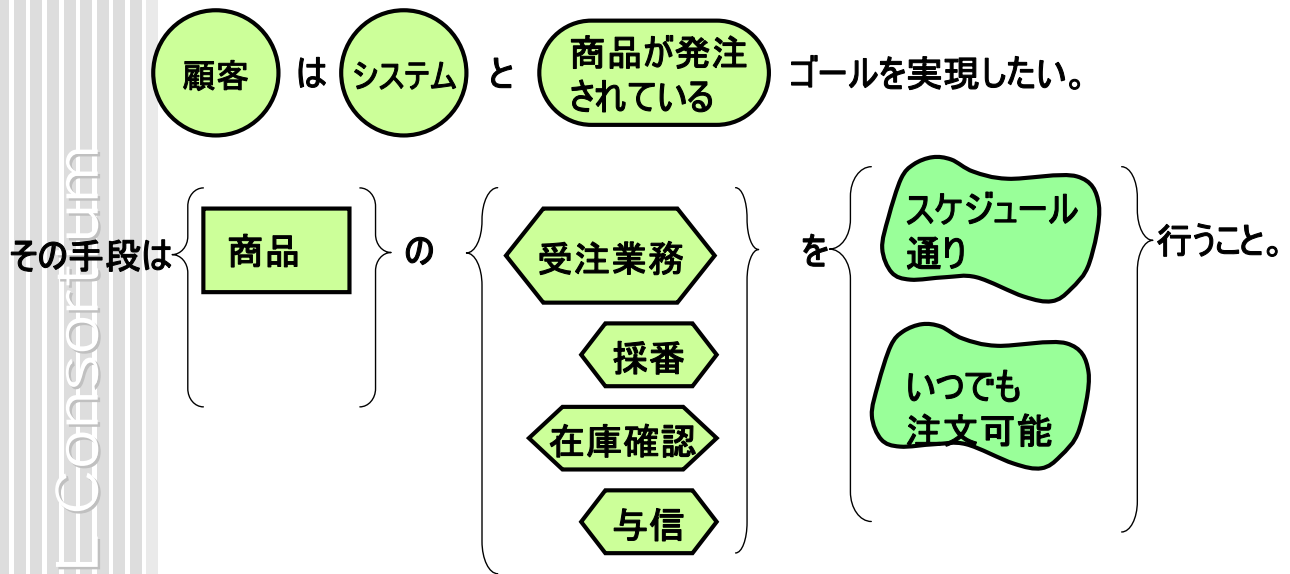 顧客 は システム と 商品が発注
されている ゴールを実現したい。
その手段は 商品 の 受注業務 を スケジュール
通り 行うこと。
採番
在庫確認
与信
いつでも
注文可能
E Consortium